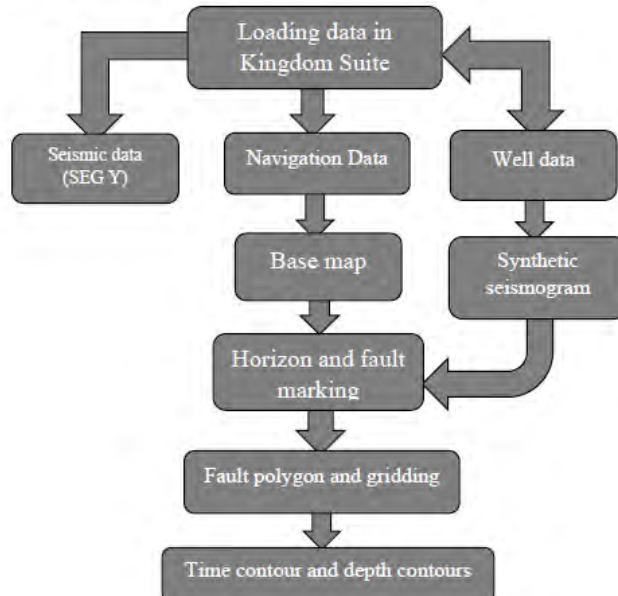 Loading data in
Kingdom Suite
Seismic data
(SEG Y)
Navigation Data
Well data
Base map
Synthetic
seismogram
Horizon and fault
marking
Fault polygon and gridding
Time contour and depth contours